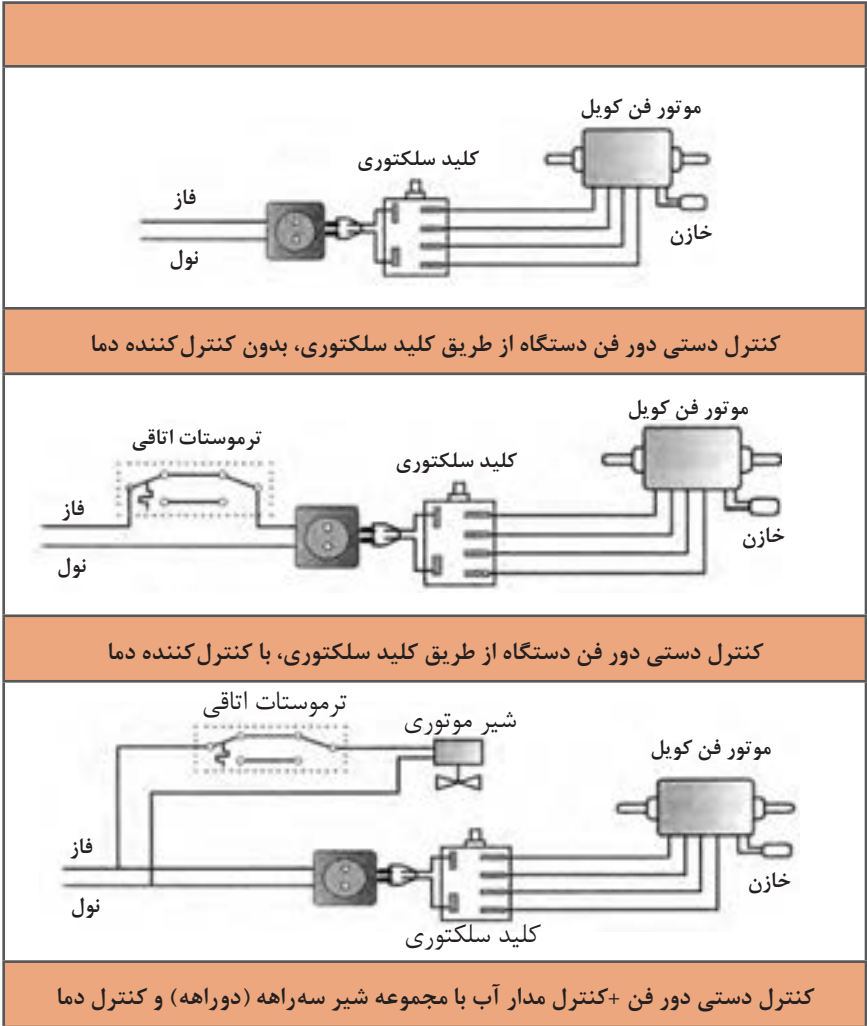 موتور فن کویل
کلید سلکتوری
فاز
نول
خازن
کنترل دستی دور فن دستگاه از طریق کلید سلکتوری، بدون کنترل‌کننده دما
موتور فن کویل
ترموستات اتاقی
کلید سلکتوری
فاز
نول
خازن
کنترل دستی دور فن دستگاه از طریق کلید سلکتوری، با کنترل‌کننده دما
ترموستات اتاقی
شیر موتوری
موتور فن کویل
فاز
نول
خازن
کلید سلکتوری
کنترل دستی دور فن +کنترل مدار آب با مجموعه شیر سه‌راهه (دوراهه) و کنترل دما